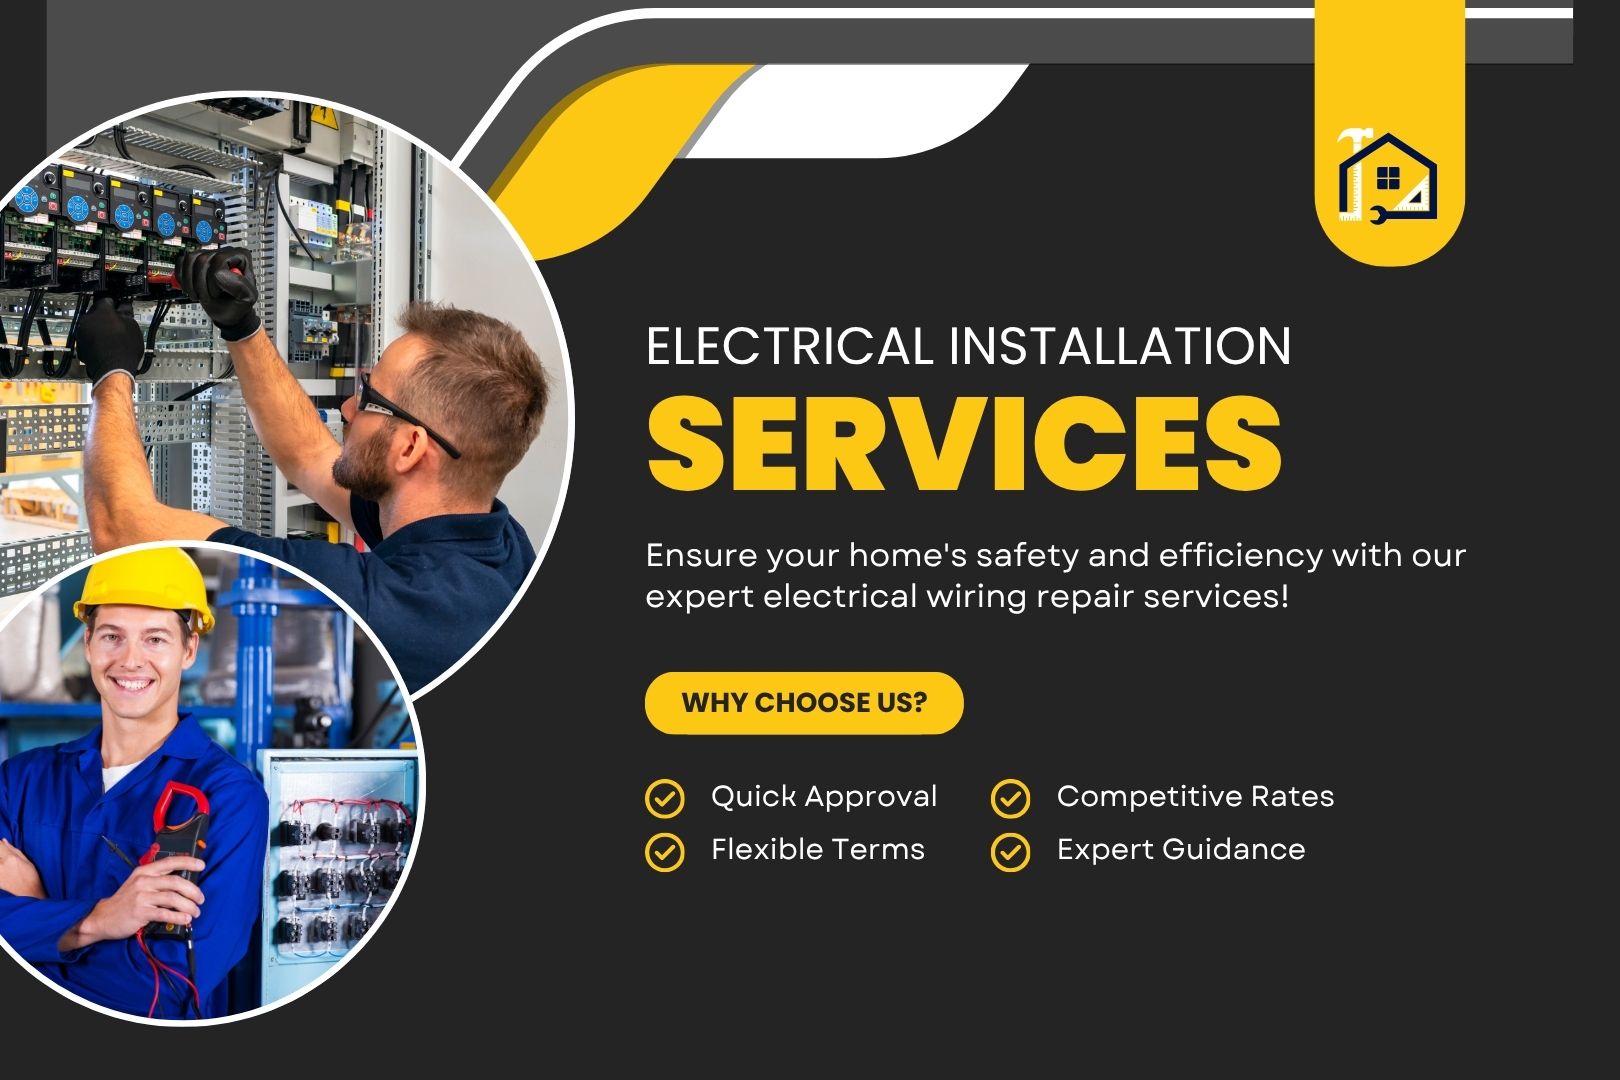 ELECTRICAL INSTALLATION
SERVICES
Ensure your home's safety and efficiency with our
expert electrical wiring repair services!
WHY CHOOSE US?
Quick Approval
Competitive Rates
Flexible Terms
Expert Guidance